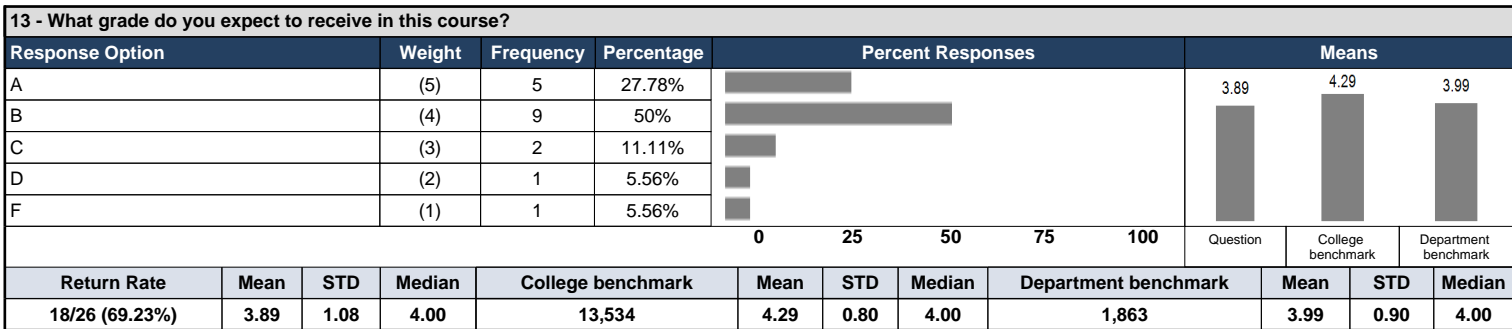 13 - What grade do you expect to receive in this course?
Response Option Weight Frequency Percentage Percent Responses Means
A (5) 5 27.78%
B (4) 9 50%
C (3) 2 11.11%
D (2) 1 5.56%
F (1) 1 5.56%
3.89 4.29 3.99
0 25 50 75 100
Question College benchmark Department benchmark
Return Rate Mean STD Median College benchmark Mean STD Median Department benchmark Mean STD Median
18/26 (69.23%) 3.89 1.08 4.00 13,534 4.29 0.80 4.00 1,863 3.99 0.90 4.00